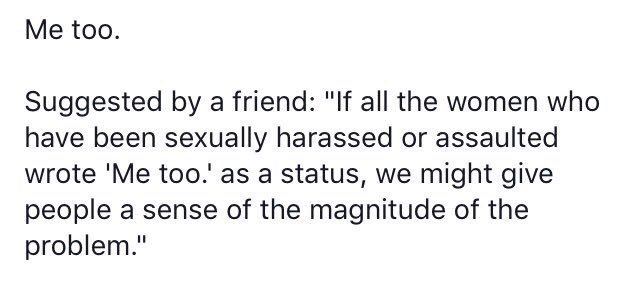 Me too.
Suggested by a friend: "If all the women who
have been sexually harassed or assaulted
wrote 'Me too.' as a status, we might give
people a sense of the magnitude of the
problem."